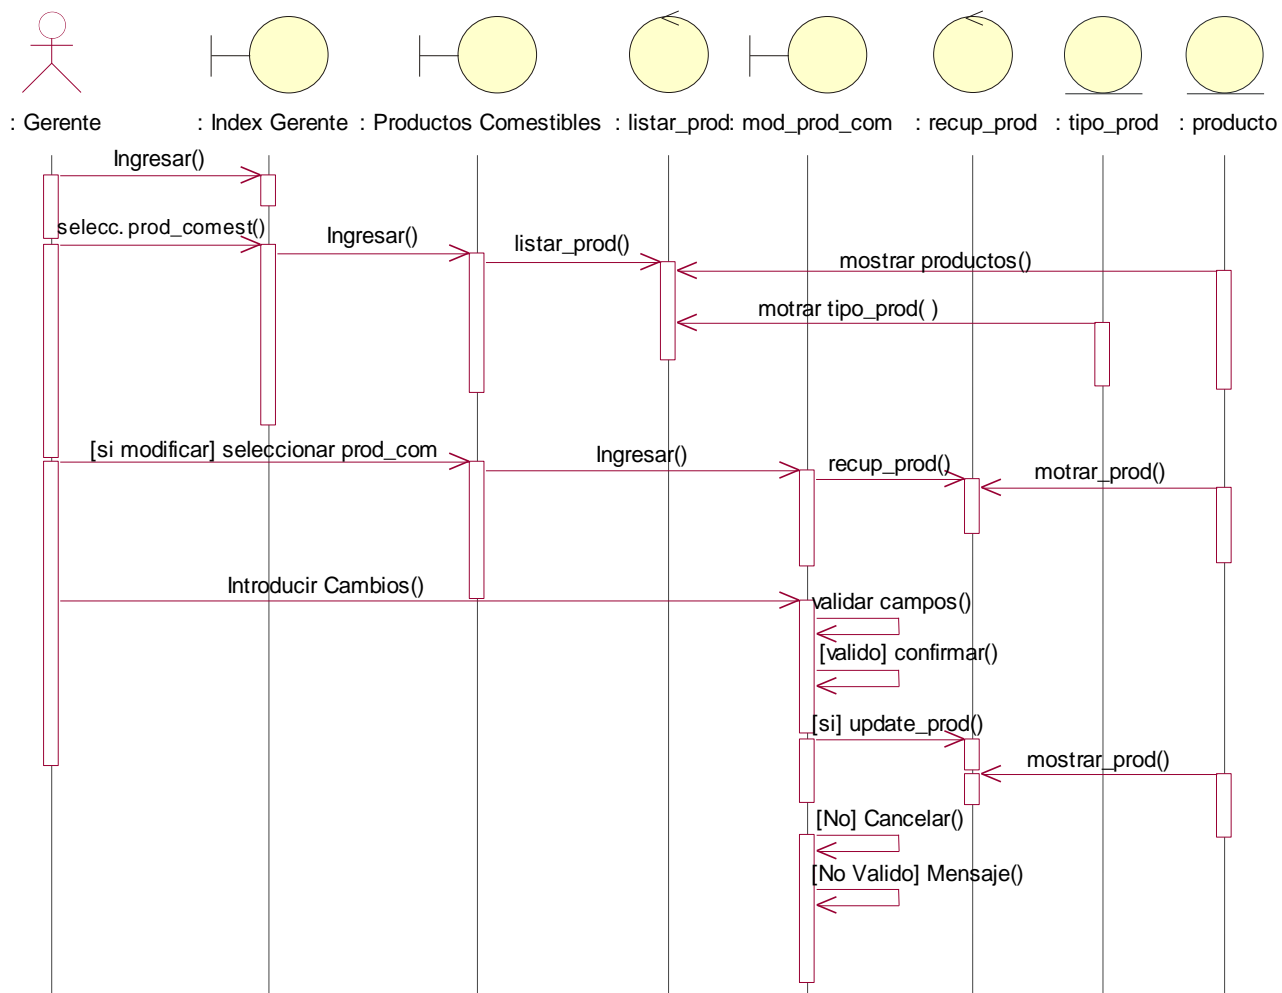 : Gerente
: Index Gerente
: Productos Comestibles
: listar_prod
: mod_prod_com
: recup_prod
: tipo_prod
: producto
Ingresar()
selecc. prod_comest()
Ingresar()
listar_prod()
mostrar productos()
motrar tipo_prod( )
[si modificar] seleccionar prod_com
Ingresar()
recup_prod()
motrar_prod()
Introducir Cambios()
validar campos()
[valido] confirmar()
[si] update_prod()
mostrar_prod()
[No] Cancelar()
[No Valido] Mensaje()